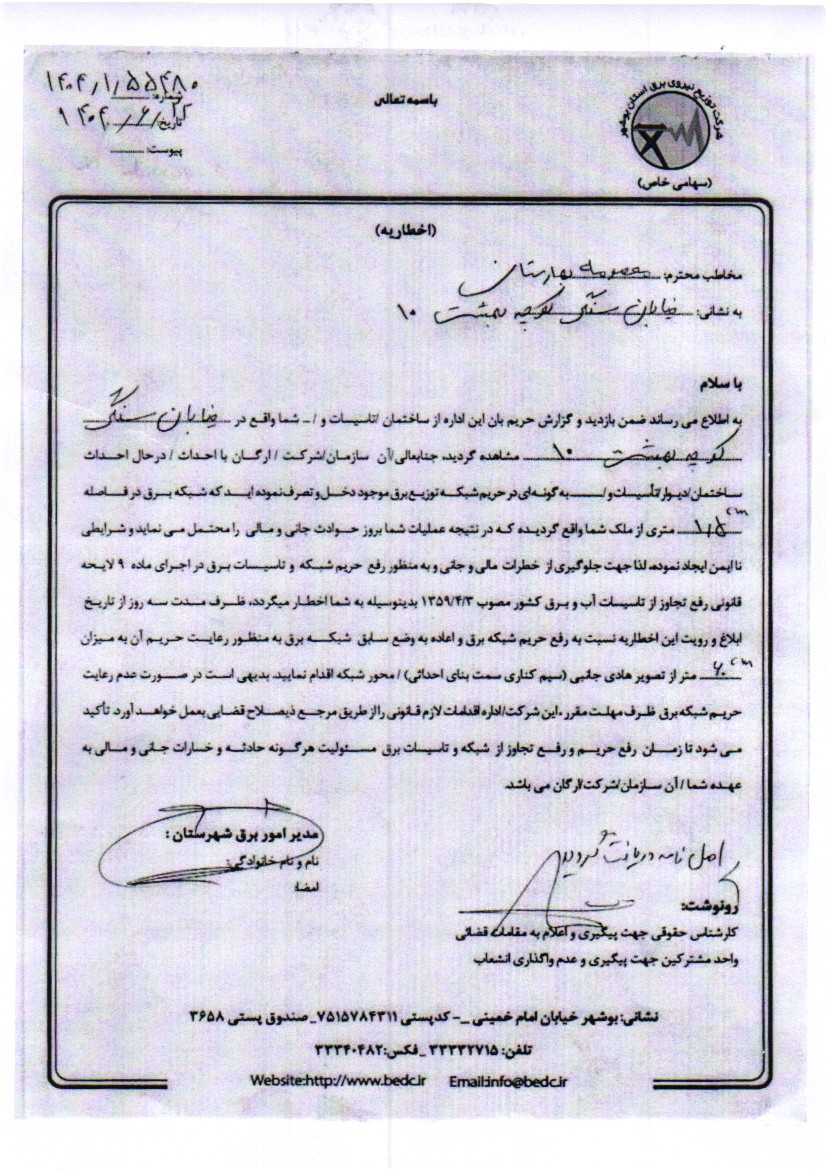 باسمه تعالی
شرکت توزیع نیروی برق استان بوشهر
(سهامی خاص)
شماره: ۱۴۰۴/۱/۵۵۴۸۰
تاریخ: ۱۴۰۴/۶/
پیوست:
(اخطاریه)
مخاطب محترم: معصومه بهارستان
به نشانی: خیابان سنگی کوچه بهشت ۱۰
با سلام
به اطلاع می رساند ضمن بازدید و گزارش حریم بان این اداره از ساختمان /تاسیسات و /_ شما واقع در خیابان سنگی
کوچه بهشت ۱۰ مشاهده گردید، جنابعالی/آن سازمان/شرکت / ارگان با احداث / درحال احداث
ساختمان/دیوار/تأسیسات و/ به گونه‌ای در حریم شبکه توزیع برق موجود دخل و تصرف نموده اید که شبکه برق در فاصله
۱/۵ cm متری از ملک شما واقع گردیده که در نتیجه عملیات شما بروز حوادث جانی و مالی را محتمل می نماید و شرایطی
نا ایمن ایجاد نموده، لذا جهت جلوگیری از خطرات مالی و جانی و به منظور رفع حریم شبکه و تاسیسات برق در اجرای ماده ۹ لایحه
قانونی رفع تجاوز از تاسیسات آب و برق کشور مصوب ۱۳۵۹/۴/۳ بدینوسیله به شما اخطار میگردد، ظرف مدت سه روز از تاریخ
ابلاغ و رویت این اخطاریه نسبت به رفع حریم شبکه برق و اعاده به وضع سابق شبکه برق به منظور رعایت حریم آن به میزان
۶۰ cm متر از تصویر هادی جانبی (سیم کناری سمت بنای احداثی) / محور شبکه اقدام نمایید. بدیهی است در صورت عدم رعایت
حریم شبکه برق ظرف مهلت مقرر، این شرکت/اداره اقدامات لازم قانونی را از طریق مرجع ذیصلاح قضایی بعمل خواهد آورد. تأکید
می شود تا زمان رفع حریم و رفع تجاوز از شبکه و تاسیسات برق مسئولیت هرگونه حادثه و خارات جانی و مالی به
عهده شما / آن سازمان/شرکت/ارگان می باشد.
مدیر امور برق شهرستان :
نام و نام خانوادگی:
امضا:
اصل نامه دریافت گردید
رونوشت:
کارشناس حقوقی جهت پیگیری و اعلام به مقامات قضائی
واحد مشترکین جهت پیگیری و عدم واگذاری انشعاب
نشانی: بوشهر خیابان امام خمینی _- کدپستی ۷۵۱۵۷۸۴۳۱۱_ صندوق پستی ۳۶۵۸
تلفن: ۳۳۳۳۲۷۱۵ _ فکس: ۳۳۳۴۰۴۸۲
Website:http://www.bedc.ir Email:info@bedc.ir